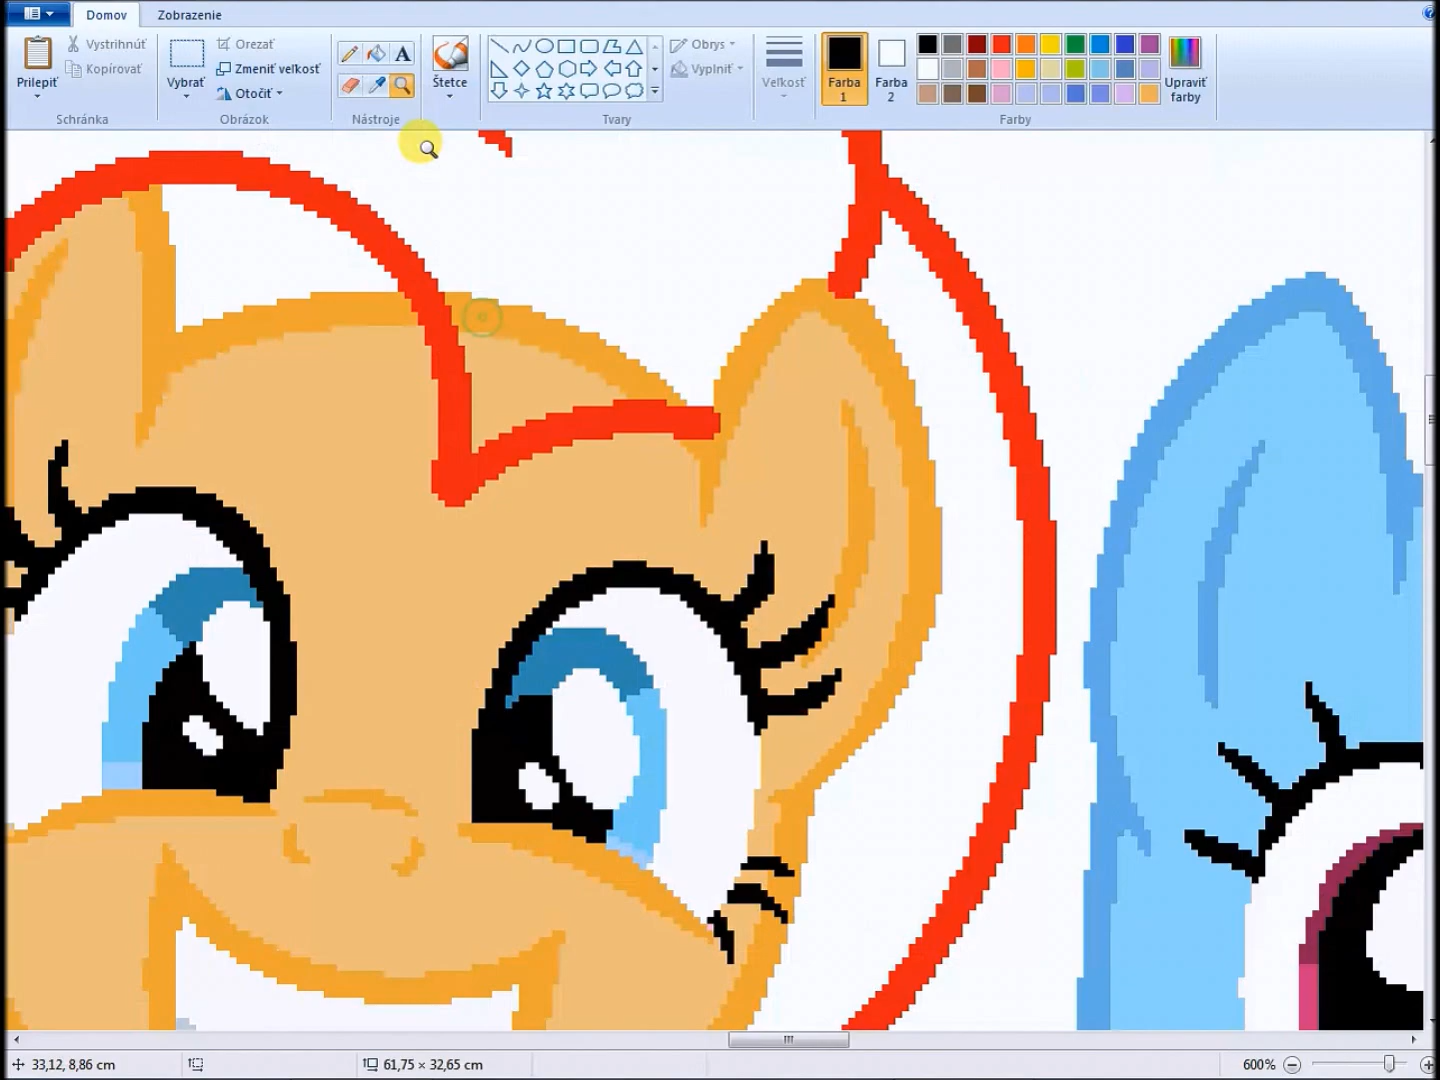 Domov Zobrazenie
Prilepiť
Vystrihnúť
Kopírovať
Schránka
Vybrať
Orezať
Zmeniť veľkosť
Otočiť
Obrázok
A
Nástroje
Štetce
Obrys
Vyplniť
Tvary
Veľkosť
Farba
1
Farba
2
Upraviť
farby
Farby
33,12, 8,86 cm
61,75 × 32,65 cm
600%